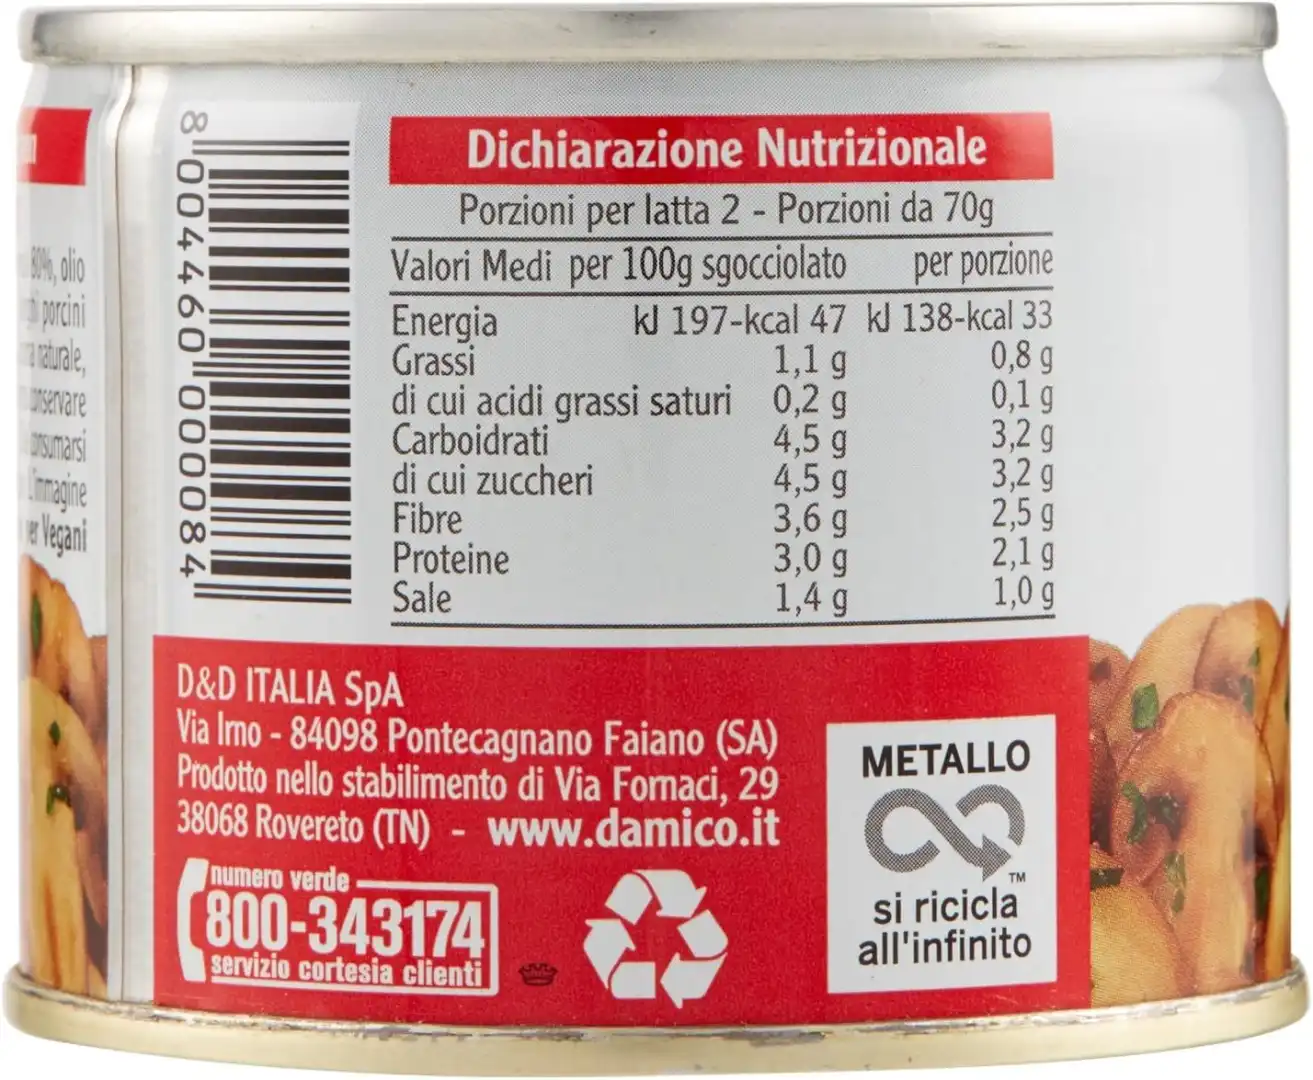 80%, olio
porcini
naturale,
conservare
consumarsi
L'immagine
per Vegani
8 004460 000084
Dichiarazione Nutrizionale
Porzioni per latta 2 - Porzioni da 70g
Valori Medi per 100g sgocciolato per porzione
Energia kJ 197-kcal 47 kJ 138-kcal 33
Grassi 1,1 g 0,8 g
di cui acidi grassi saturi 0,2 g 0,1 g
Carboidrati 4,5 g 3,2 g
di cui zuccheri 4,5 g 3,2 g
Fibre 3,6 g 2,5 g
Proteine 3,0 g 2,1 g
Sale 1,4 g 1,0 g
D&D ITALIA SpA
Via Irno - 84098 Pontecagnano Faiano (SA)
Prodotto nello stabilimento di Via Fornaci, 29
38068 Rovereto (TN) - www.damico.it
numero verde
800-343174
servizio cortesia clienti
METALLO
TM
si ricicla
all'infinito